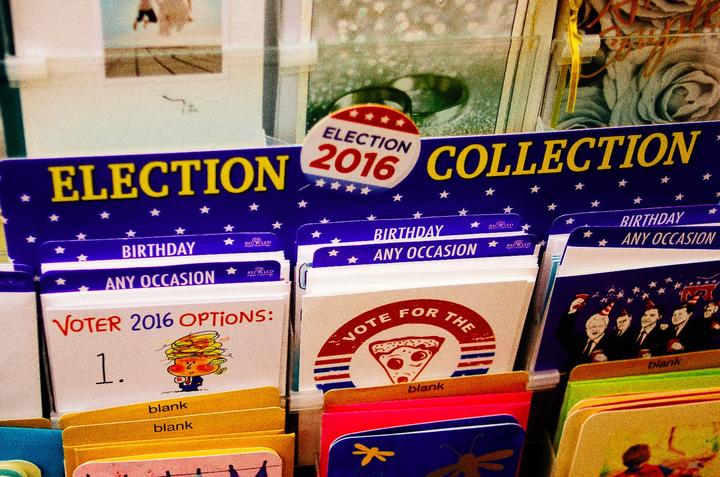 ELECTION
ELECTION
2016
COLLECTION
BIRTHDAY
ANY OCCASION
BIRTHDAY
ANY OCCASION
BIRTHDAY
ANY OCCASION
VOTER 2016 OPTIONS:
1.
VOTE FOR THE
blank
blank
blank
blank